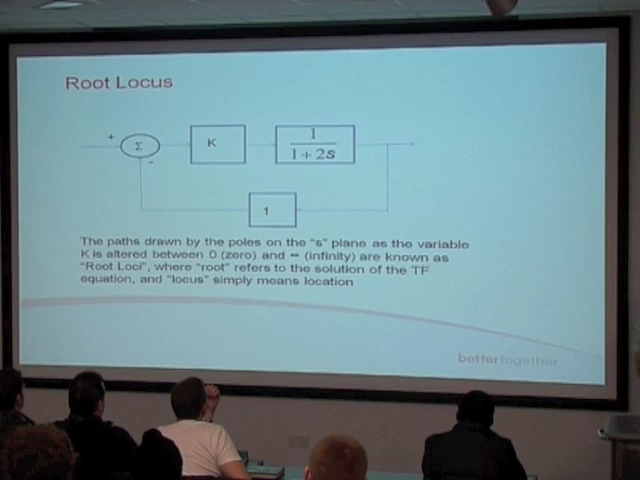 Root Locus
+
Σ
-
K
1
1 + 2s
1
The paths drawn by the poles on the "s" plane as the variable
K is altered between 0 (zero) and ∞ (infinity) are known as
"Root Loci", where "root" refers to the solution of the TF
equation, and "locus" simply means location
bettertogether